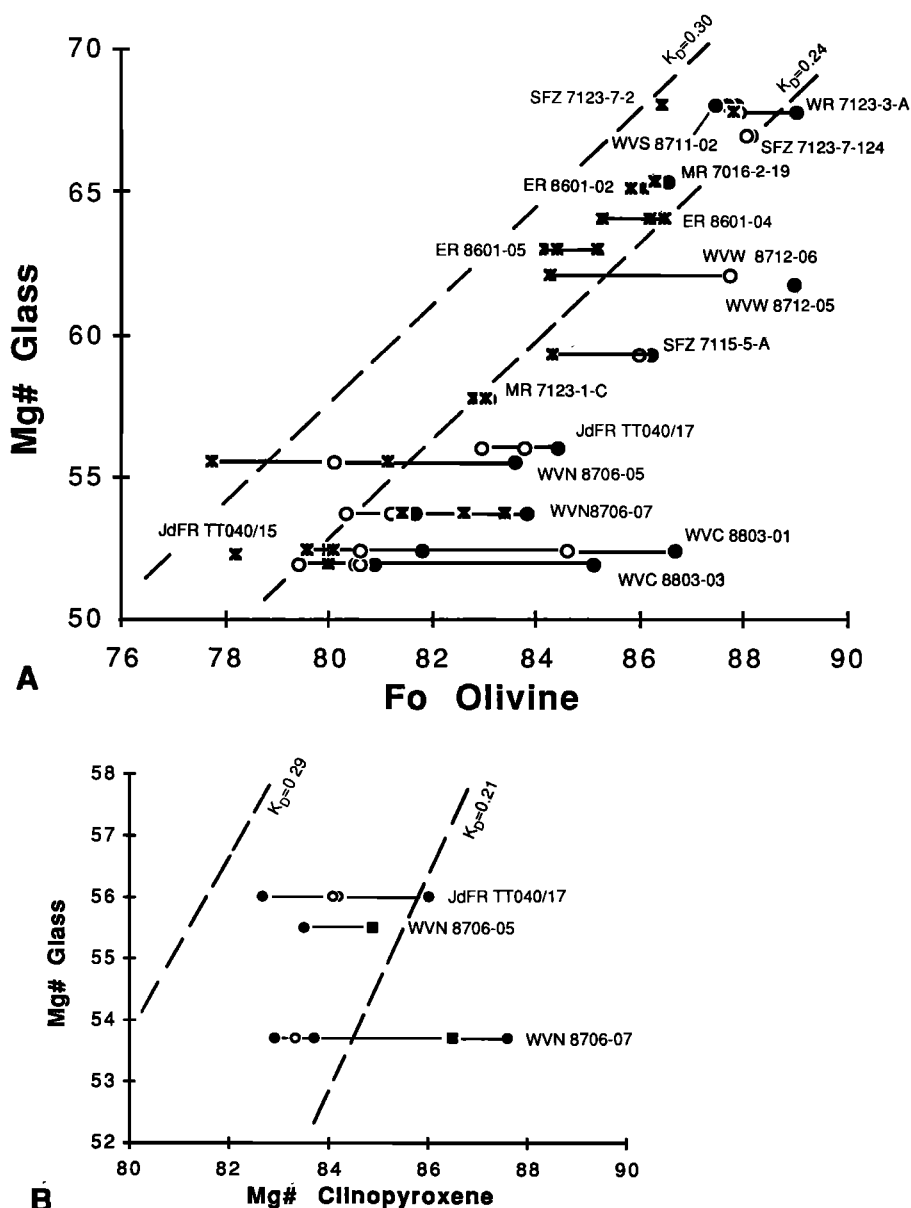 70
65
60
55
50
Mg# Glass
K_D=0.30
K_D=0.24
SFZ 7123-7-2
WR 7123-3-A
WVS 8711-02
SFZ 7123-7-124
MR 7016-2-19
ER 8601-02
ER 8601-04
ER 8601-05
WVW 8712-06
WVW 8712-05
SFZ 7115-5-A
MR 7123-1-C
JdFR TT040/17
WVN 8706-05
WVN8706-07
JdFR TT040/15
WVC 8803-01
WVC 8803-03
76 78 80 82 84 86 88 90
A
Fo Olivine
58
57
56
55
54
53
52
Mg# Glass
K_D=0.29
K_D=0.21
JdFR TT040/17
WVN 8706-05
WVN 8706-07
80 82 84 86 88 90
B
Mg# Clinopyroxene